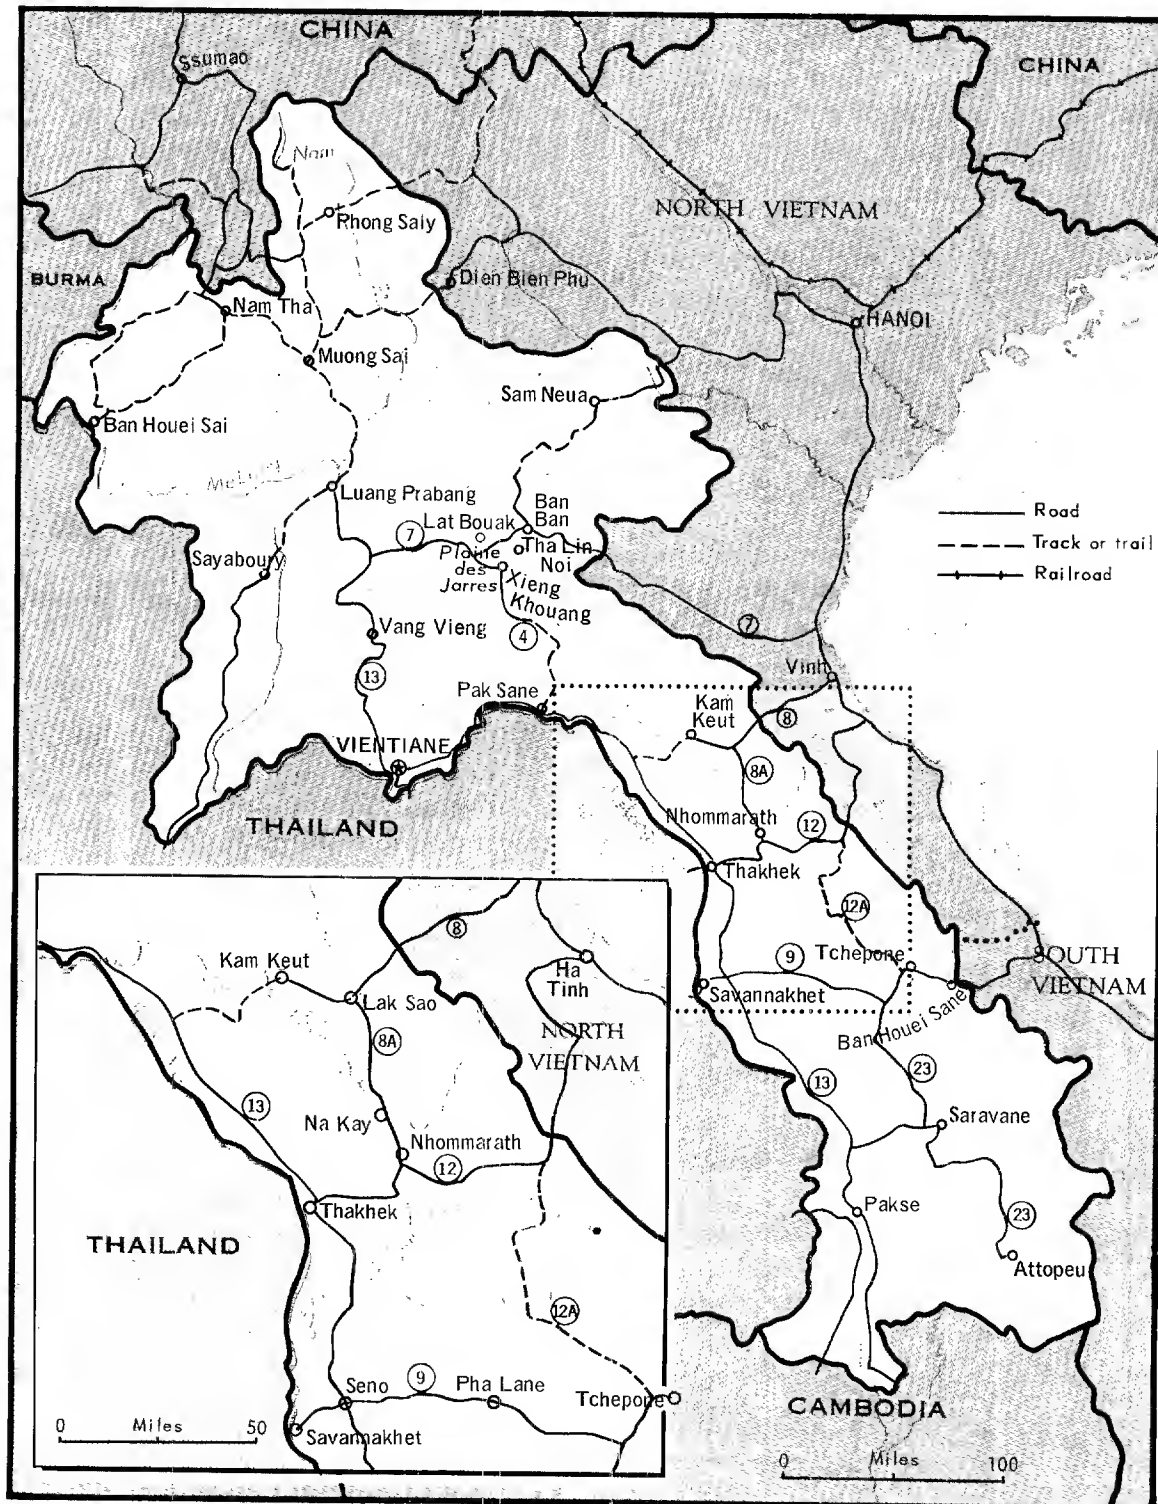 CHINA
Ssumao
CHINA
Nam
Phong Saly
NORTH VIETNAM
BURMA
Dien Bien Phu
Nam Tha
HANOI
Muong Sai
Sam Neua
Ban Houei Sai
Mekong
Luang Prabang
Ban
Ban
Lat Bouak
Road
7
Plaine
des
Jarres
Tha Lin
Noi
Track or trail
Sayaboury
Xieng
Khouang
Railroad
Vang Vieng
4
7
13
Vinh
Pak Sane
Kam
Keut
8
VIENTIANE
8A
THAILAND
Nhommarath
12
Thakhek
12A
Tchepone
9
SOUTH
VIETNAM
Savannakhet
Ban Houei Sane
13
23
Saravane
Pakse
23
Attopeu
CAMBODIA
0 Miles 100
8
Kam Keut
Ha
Tinh
Lak Sao
NORTH
VIETNAM
8A
13
Na Kay
Nhommarath
12
Thakhek
THAILAND
12A
9
Seno
Pha Lane
Tchepone
0 Miles 50
Savannakhet